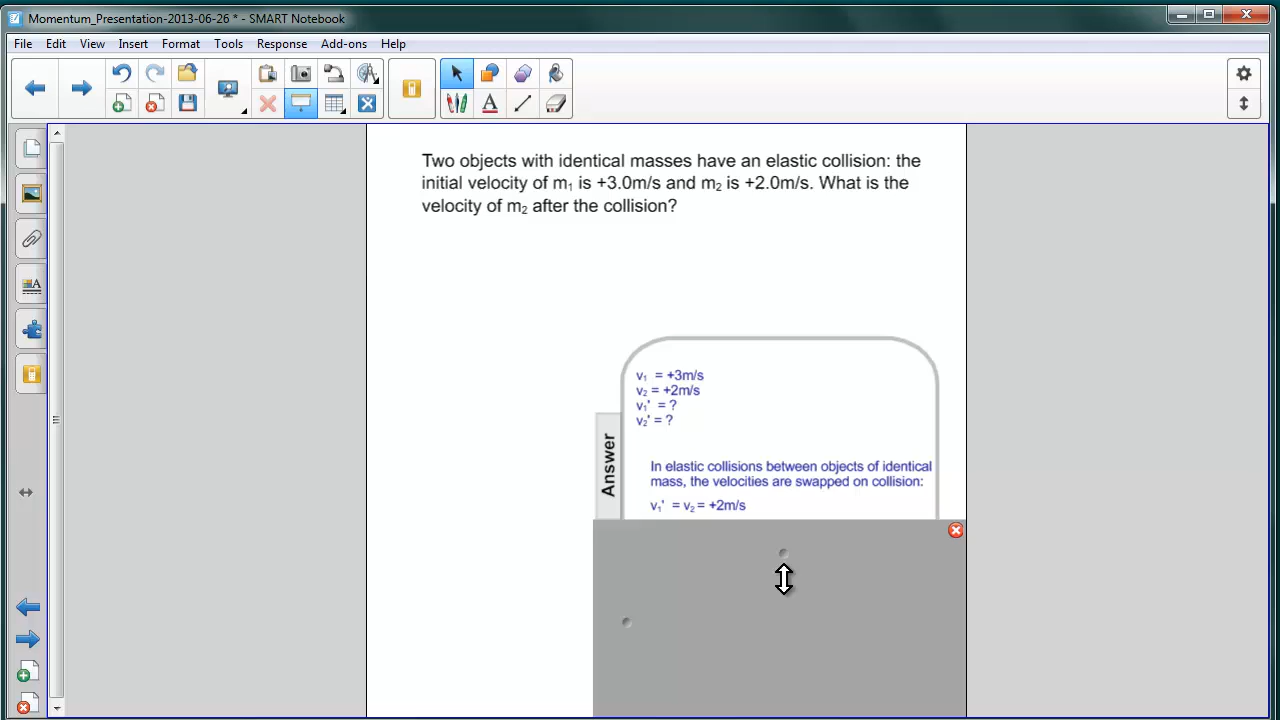 Momentum_Presentation-2013-06-26 * - SMART Notebook
File Edit View Insert Format Tools Response Add-ons Help
Two objects with identical masses have an elastic collision: the
initial velocity of m₁ is +3.0m/s and m₂ is +2.0m/s. What is the
velocity of m₂ after the collision?
v₁ = +3m/s
v₂ = +2m/s
v₁' = ?
v₂' = ?
Answer
In elastic collisions between objects of identical
mass, the velocities are swapped on collision:
v₁' = v₂ = +2m/s